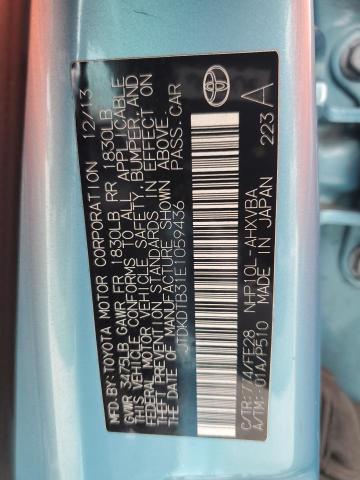 MFD. BY: TOYOTA MOTOR CORPORATION 12/13
GVWR 3475LB GAWR FR 1830LB RR 1830LB
THIS VEHICLE CONFORMS TO ALL APPLICABLE
FEDERAL MOTOR VEHICLE SAFETY, BUMPER, AND
THEFT PREVENTION STANDARDS IN EFFECT ON
THE DATE OF MANUFACTURE SHOWN ABOVE.
JTDKDTB31E1059436 PASS.CAR
C/TR: 774/FE28 NHP10L-AHXVBA
A/TM: -01A/P510 MADE IN JAPAN 223 A